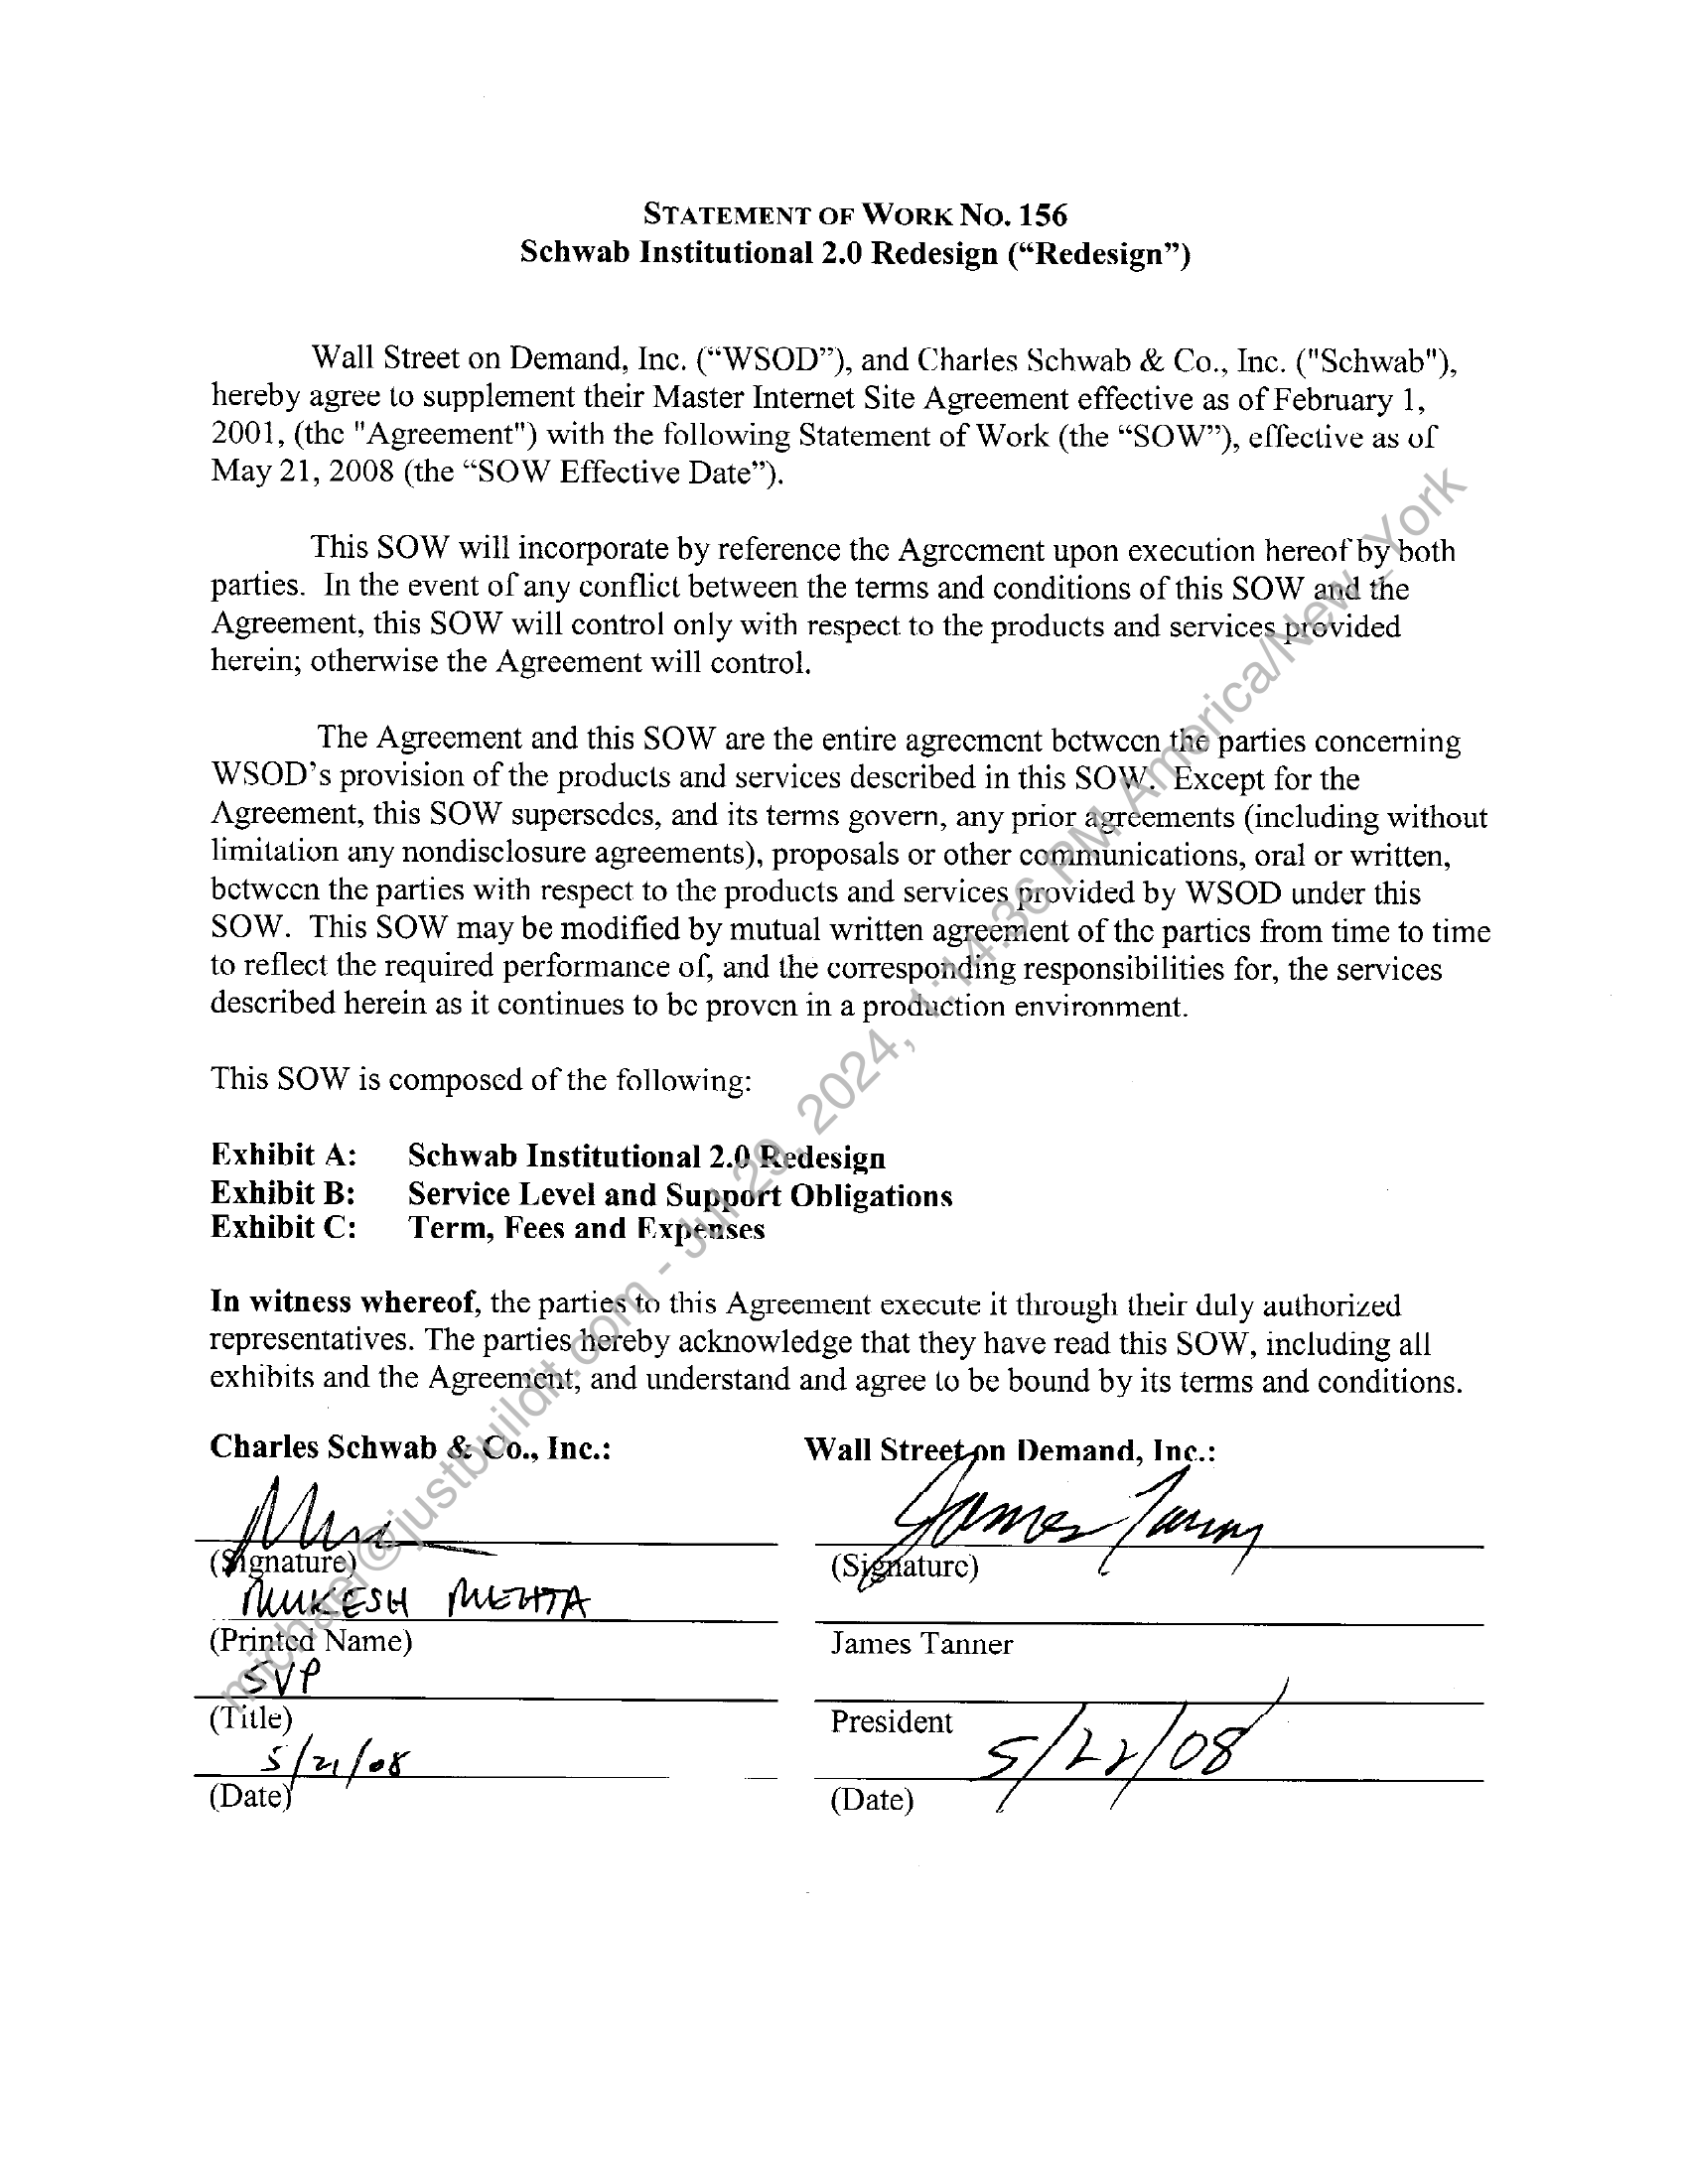 STATEMENT OF WORK NO. 156
Schwab Institutional 2.0 Redesign (“Redesign”)
Wall Street on Demand, Inc. (“WSOD”), and Charles Schwab & Co., Inc. ("Schwab"),
hereby agree to supplement their Master Internet Site Agreement effective as of February 1,
2001, (the "Agreement") with the following Statement of Work (the “SOW”), effective as of
May 21, 2008 (the “SOW Effective Date”).
This SOW will incorporate by reference the Agreement upon execution hereof by both
parties. In the event of any conflict between the terms and conditions of this SOW and the
Agreement, this SOW will control only with respect to the products and services provided
herein; otherwise the Agreement will control.
The Agreement and this SOW are the entire agreement between the parties concerning
WSOD’s provision of the products and services described in this SOW. Except for the
Agreement, this SOW supersedes, and its terms govern, any prior agreements (including without
limitation any nondisclosure agreements), proposals or other communications, oral or written,
between the parties with respect to the products and services provided by WSOD under this
SOW. This SOW may be modified by mutual written agreement of the parties from time to time
to reflect the required performance of, and the corresponding responsibilities for, the services
described herein as it continues to be proven in a production environment.
This SOW is composed of the following:
Exhibit A: Schwab Institutional 2.0 Redesign
Exhibit B: Service Level and Support Obligations
Exhibit C: Term, Fees and Expenses
In witness whereof, the parties to this Agreement execute it through their duly authorized
representatives. The parties hereby acknowledge that they have read this SOW, including all
exhibits and the Agreement, and understand and agree to be bound by its terms and conditions.
Charles Schwab & Co., Inc.: Wall Street on Demand, Inc.:
James Tanner
(Signature) (Signature)
MUKESH MEHTA
(Printed Name) James Tanner
SVP
(Title) President
5/21/08 5/22/08
(Date) (Date)
michael@justbuildit.com - Jul 29, 2024, 1:14:36 PM America/New_York